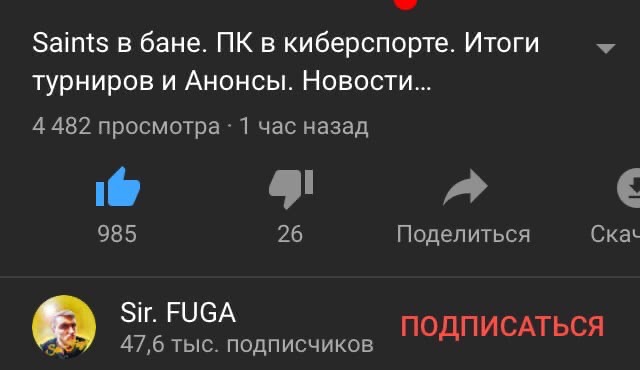 Saints в бане. ПК в киберспорте. Итоги
турниров и Анонсы. Новости...
4 482 просмотра · 1 час назад
985 26 Поделиться Скач
Sir. FUGA
ПОДПИСАТЬСЯ
47,6 тыс. подписчиков